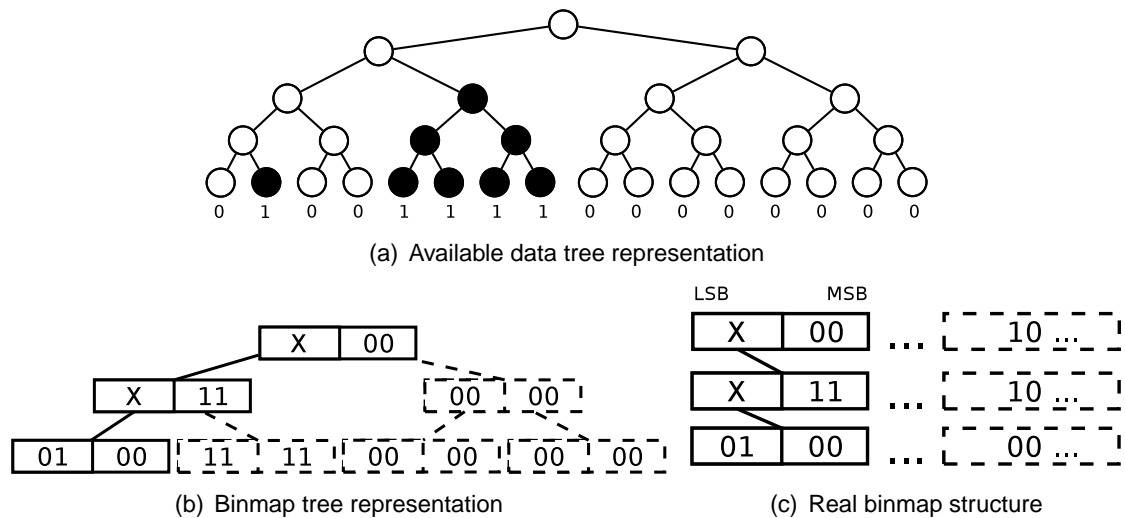 0 1 0 0 1 1 1 1 0 0 0 0 0 0 0 0
(a) Available data tree representation
X 00
X 11 00 00
01 00 11 11 00 00 00 00
(b) Binmap tree representation
LSB MSB
X 00 ... 10 ...
X 11 ... 10 ...
01 00 ... 00 ...
(c) Real binmap structure